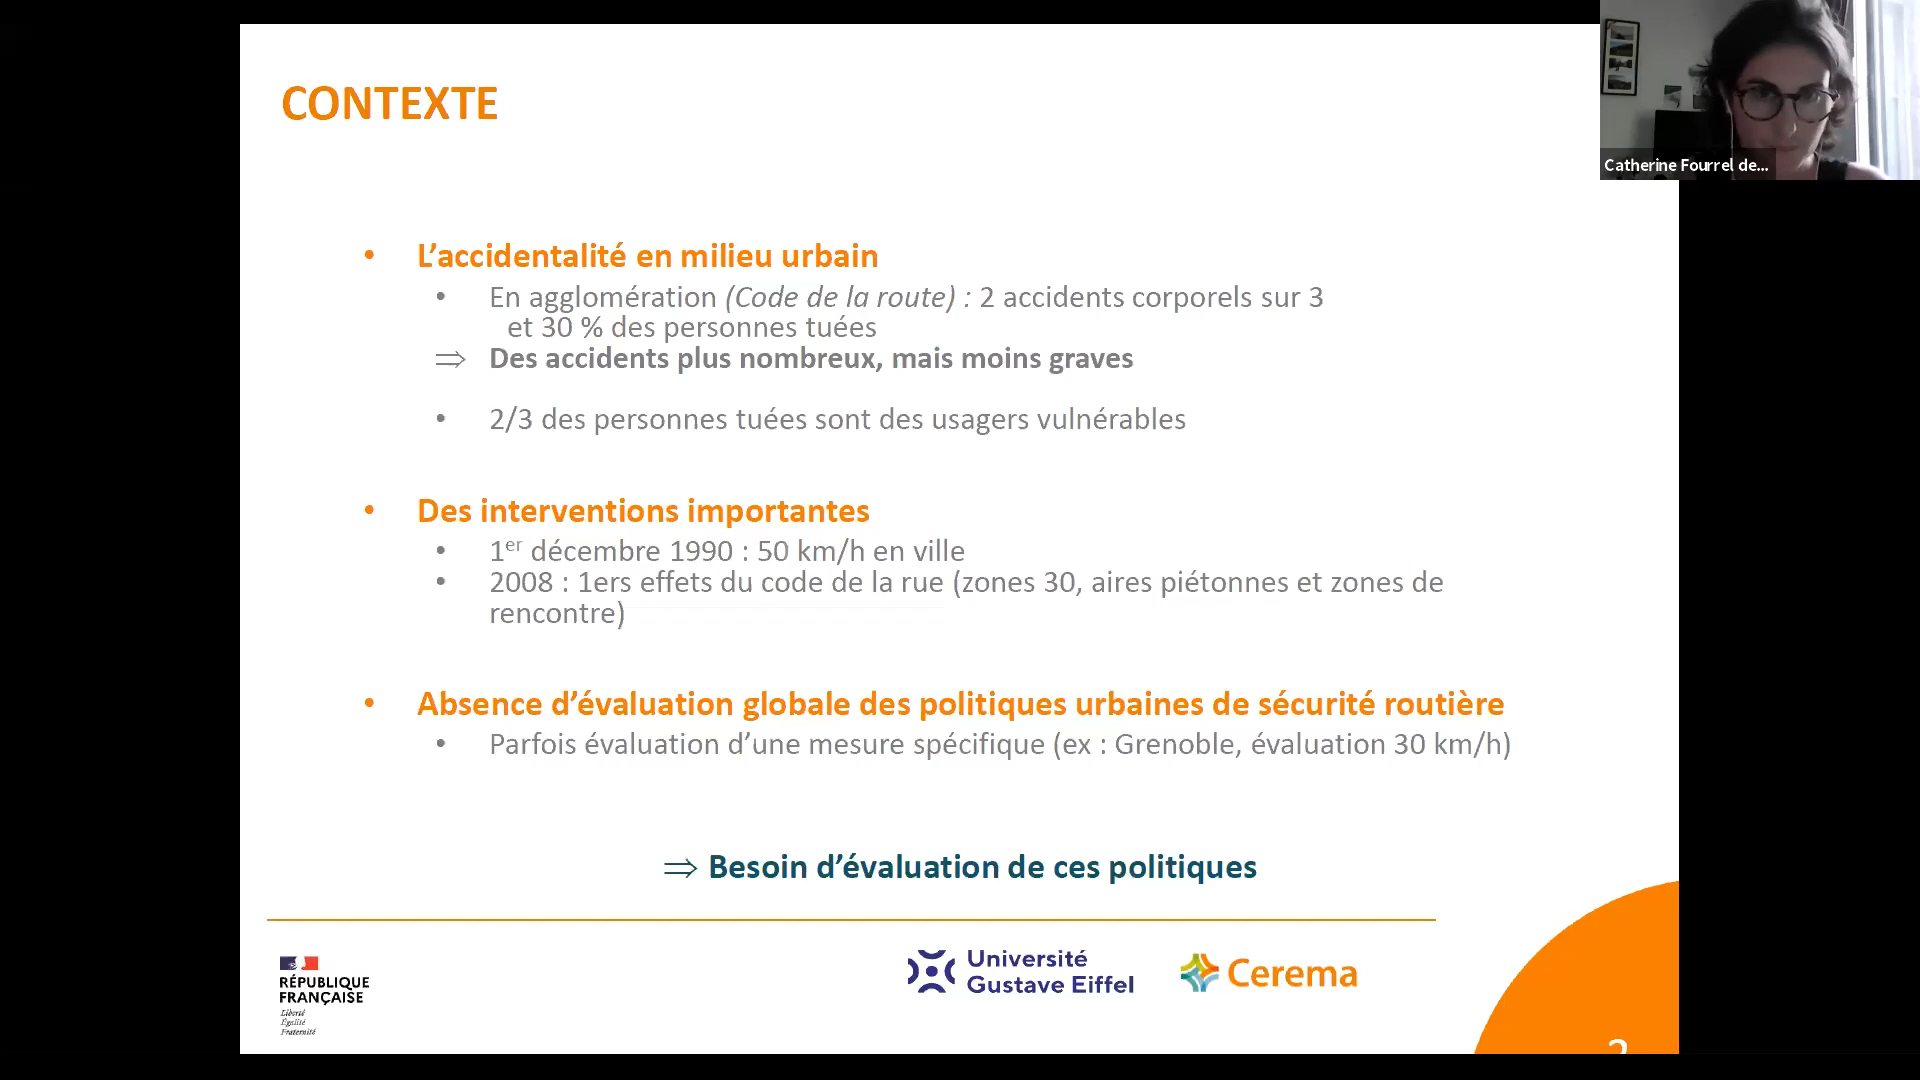 CONTEXTE
Catherine Fourrel de...
• L’accidentalité en milieu urbain
• En agglomération (Code de la route) : 2 accidents corporels sur 3
et 30 % des personnes tuées
⇒ Des accidents plus nombreux, mais moins graves
• 2/3 des personnes tuées sont des usagers vulnérables
• Des interventions importantes
• 1er décembre 1990 : 50 km/h en ville
• 2008 : 1ers effets du code de la rue (zones 30, aires piétonnes et zones de
rencontre)
• Absence d’évaluation globale des politiques urbaines de sécurité routière
• Parfois évaluation d’une mesure spécifique (ex : Grenoble, évaluation 30 km/h)
⇒ Besoin d’évaluation de ces politiques
RÉPUBLIQUE
FRANÇAISE
Liberté
Égalité
Fraternité
Université
Gustave Eiffel
Cerema
2